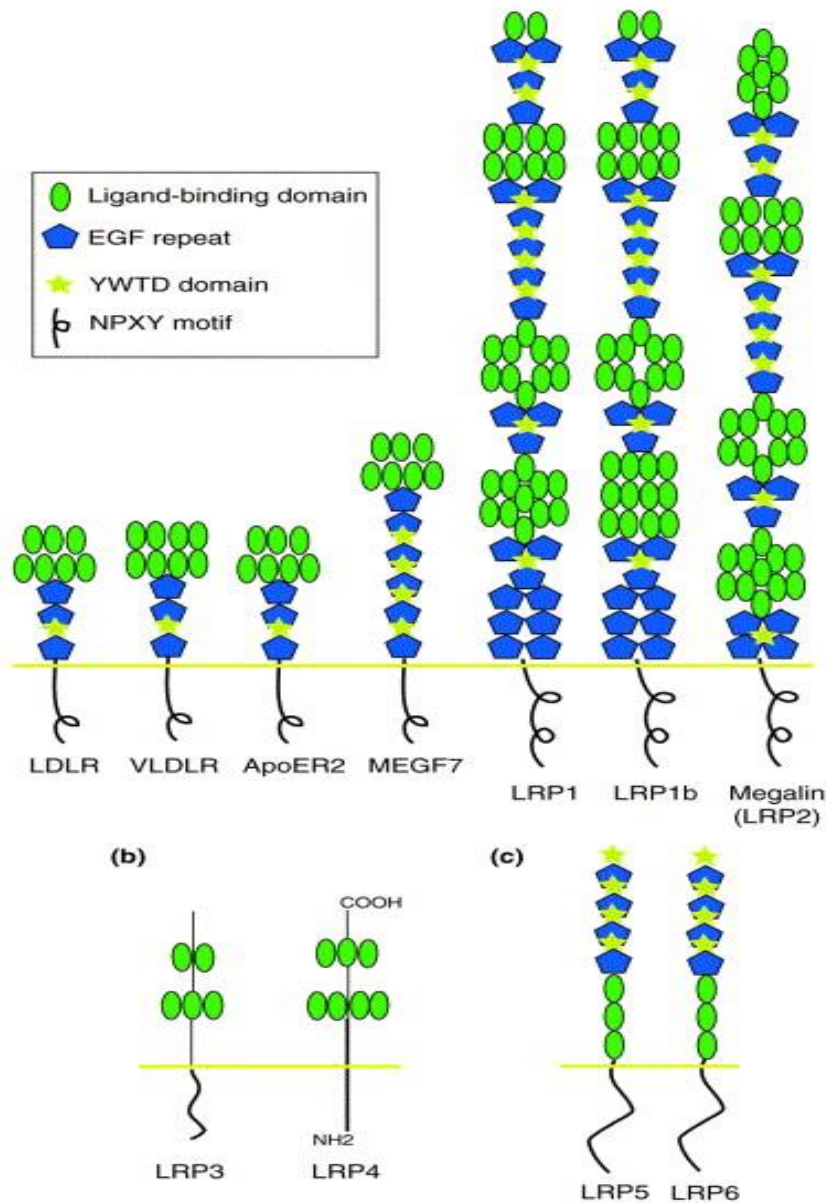 Ligand-binding domain
EGF repeat
YWTD domain
NPXY motif
LDLR
VLDLR
ApoER2
MEGF7
LRP1
LRP1b
Megalin
(LRP2)
(b)
COOH
NH2
LRP3
LRP4
(c)
LRP5
LRP6